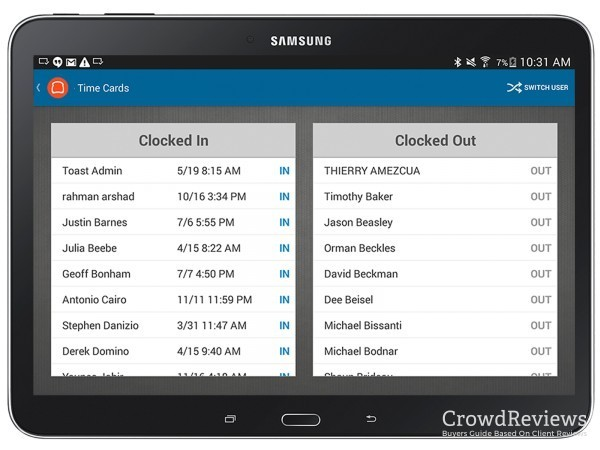 SAMSUNG
7% 10:31 AM
Time Cards
SWITCH USER
Clocked In
Toast Admin 5/19 8:15 AM IN
rahman arshad 10/16 3:34 PM IN
Justin Barnes 7/6 5:55 PM IN
Julia Beebe 4/15 8:22 AM IN
Geoff Bonham 7/7 4:50 PM IN
Antonio Cairo 11/11 11:59 PM IN
Stephen Danizio 3/31 11:47 AM IN
Derek Domino 4/15 9:40 AM IN
Clocked Out
THIERRY AMEZCUA OUT
Timothy Baker OUT
Jason Beasley OUT
Orman Beckles OUT
David Beckman OUT
Dee Beisel OUT
Michael Bissanti OUT
Michael Bodnar OUT
CrowdReviews
Buyers Guide Based On Client Reviews